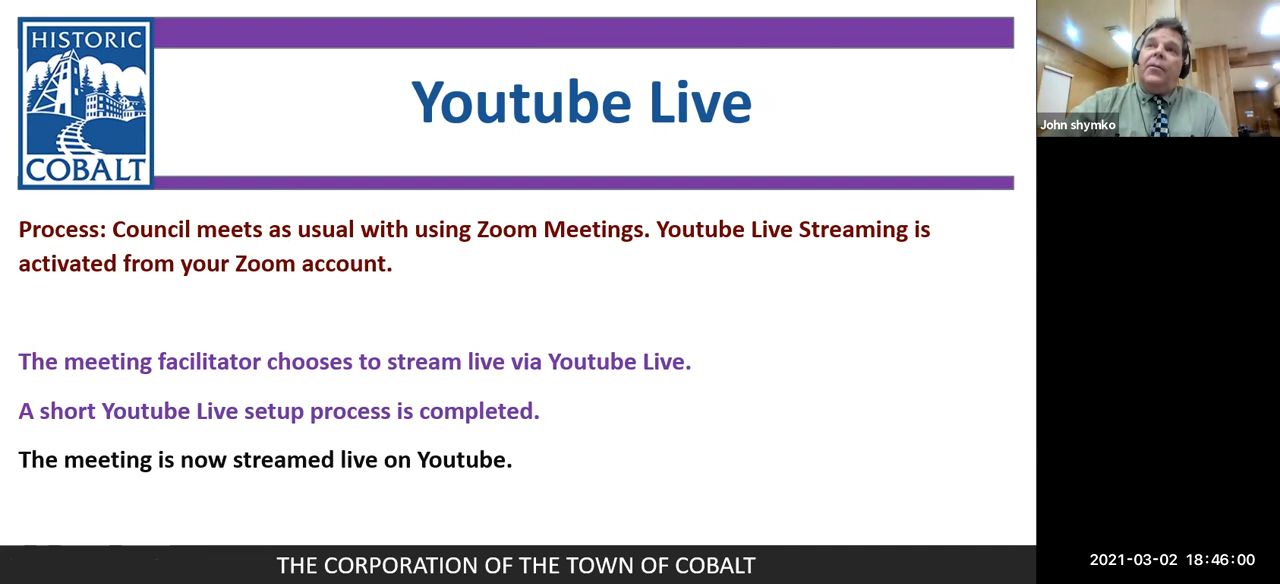 HISTORIC
COBALT
Youtube Live
John shymko
Process: Council meets as usual with using Zoom Meetings. Youtube Live Streaming is
activated from your Zoom account.
The meeting facilitator chooses to stream live via Youtube Live.
A short Youtube Live setup process is completed.
The meeting is now streamed live on Youtube.
THE CORPORATION OF THE TOWN OF COBALT
2021-03-02 18:46:00